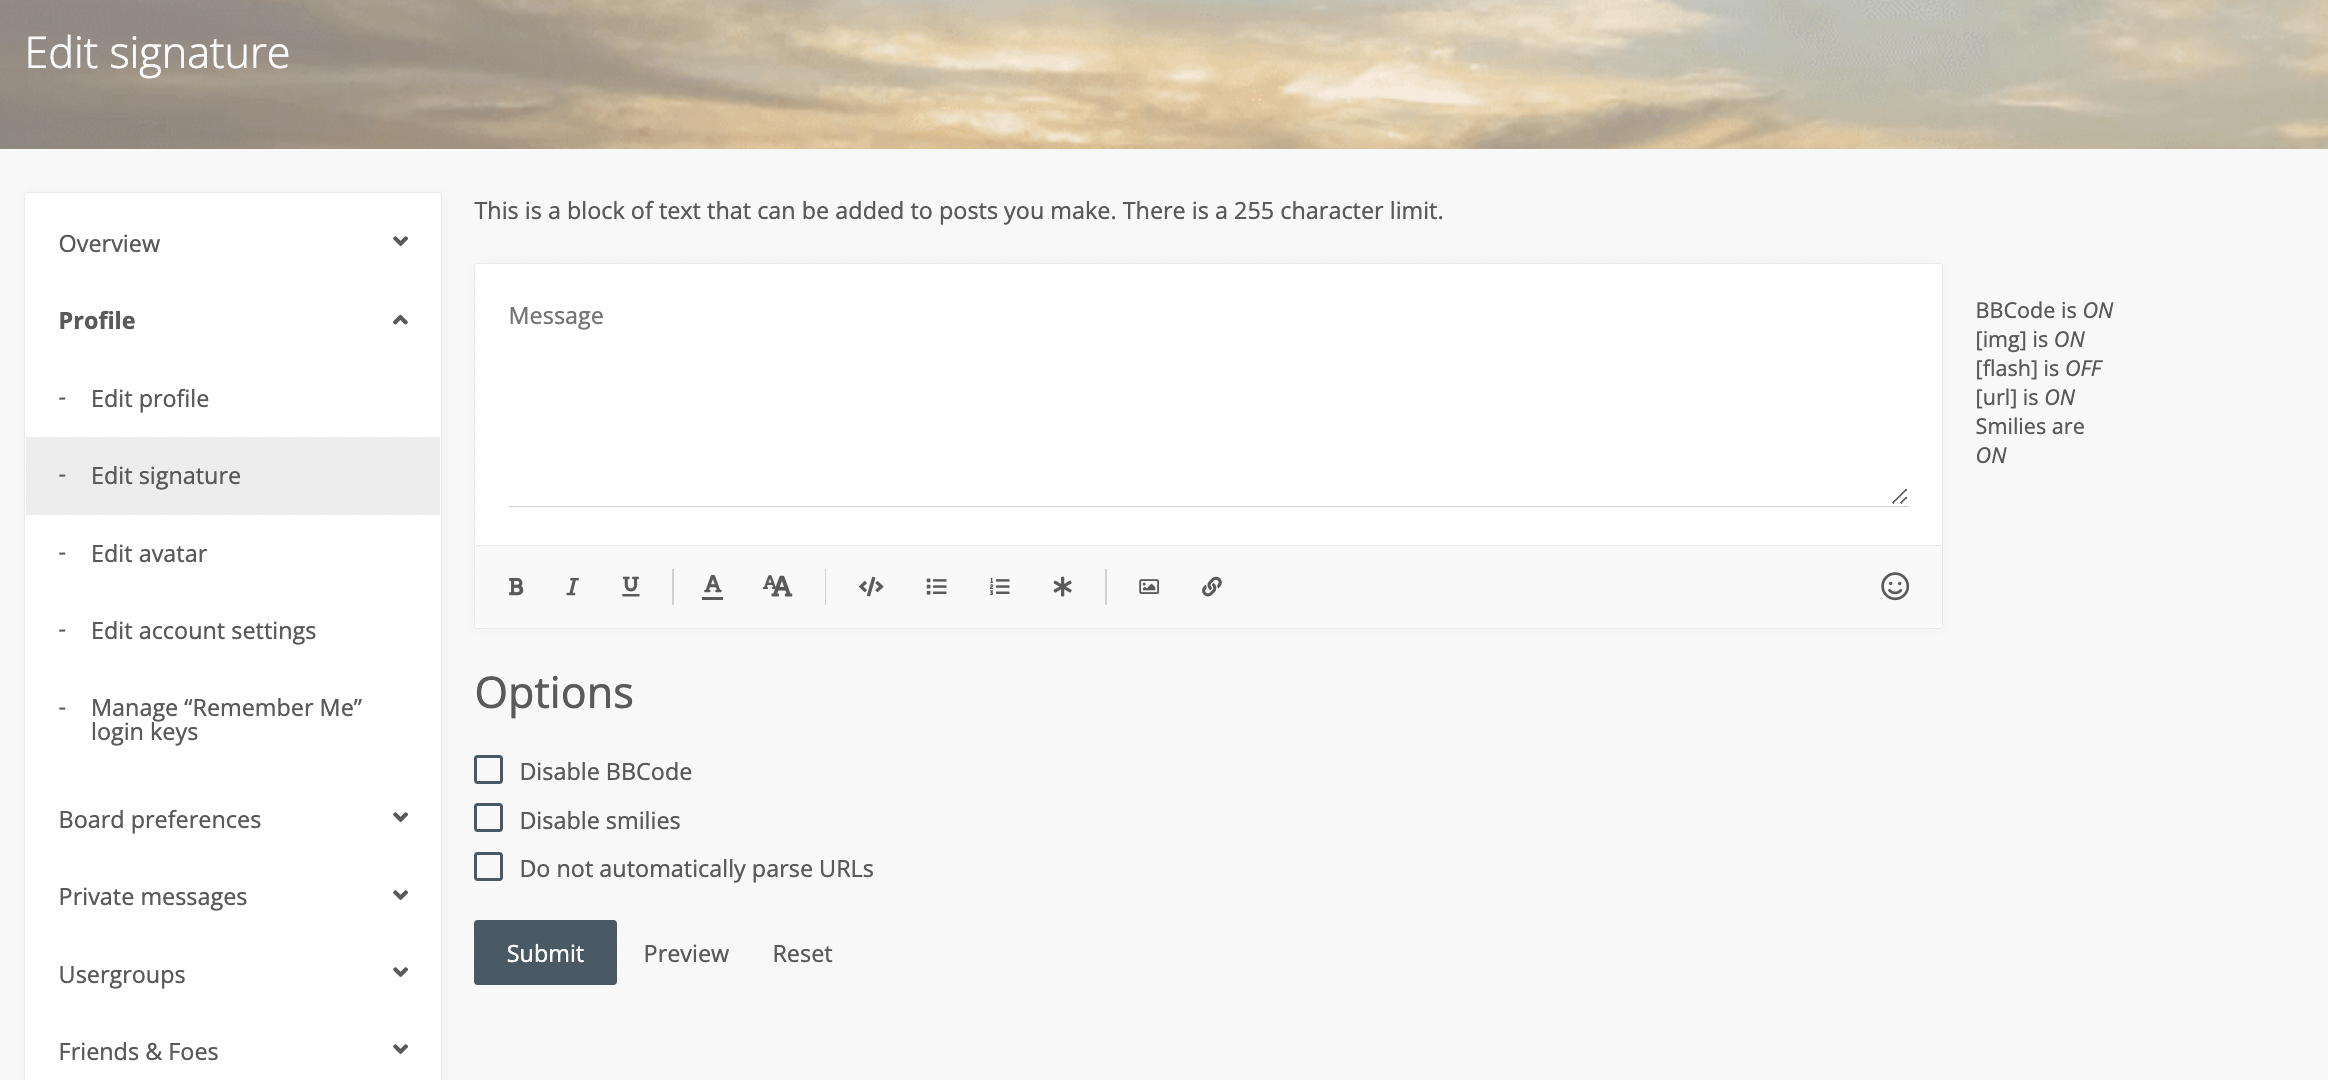 Edit signature
Overview
Profile
- Edit profile
- Edit signature
- Edit avatar
- Edit account settings
- Manage “Remember Me”
login keys
Board preferences
Private messages
Usergroups
Friends & Foes
This is a block of text that can be added to posts you make. There is a 255 character limit.
Message
BBCode is ON
[img] is ON
[flash] is OFF
[url] is ON
Smilies are
ON
Options
Disable BBCode
Disable smilies
Do not automatically parse URLs
Submit Preview Reset